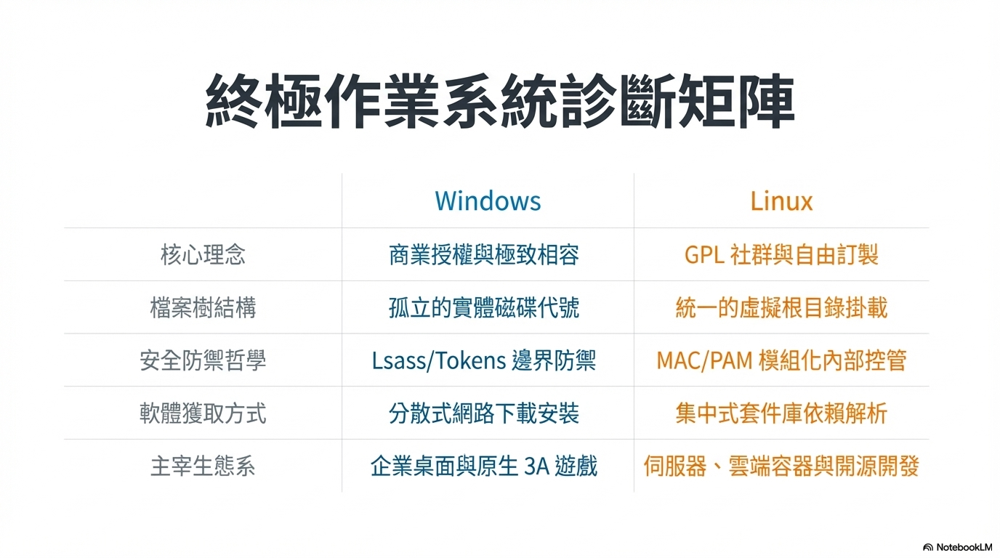 終極作業系統診斷矩陣
Windows Linux
核心理念 商業授權與極致相容 GPL 社群與自由訂製
檔案樹結構 孤立的實體磁碟代號 統一的虛擬根目錄掛載
安全防禦哲學 Lsass/Tokens 邊界防禦 MAC/PAM 模組化內部控管
軟體獲取方式 分散式網路下載安裝 集中式套件庫依賴解析
主宰生態系 企業桌面與原生 3A 遊戲 伺服器、雲端容器與開源開發
NotebookLM